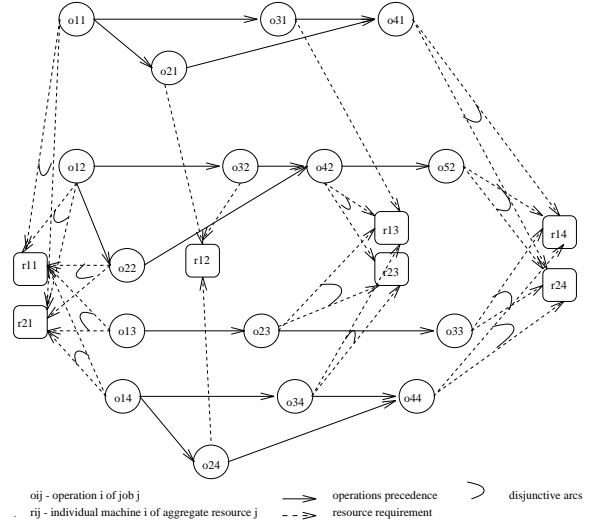 o11 o31 o41
o21
o12 o32 o42 o52
r13 r14
r11 o22 r12 r23 r24
r21 o13 o23 o33
o14 o34 o44
o24
oij - operation i of job j operations precedence disjunctive arcs
. rij - individual machine i of aggregate resource j resource requirement